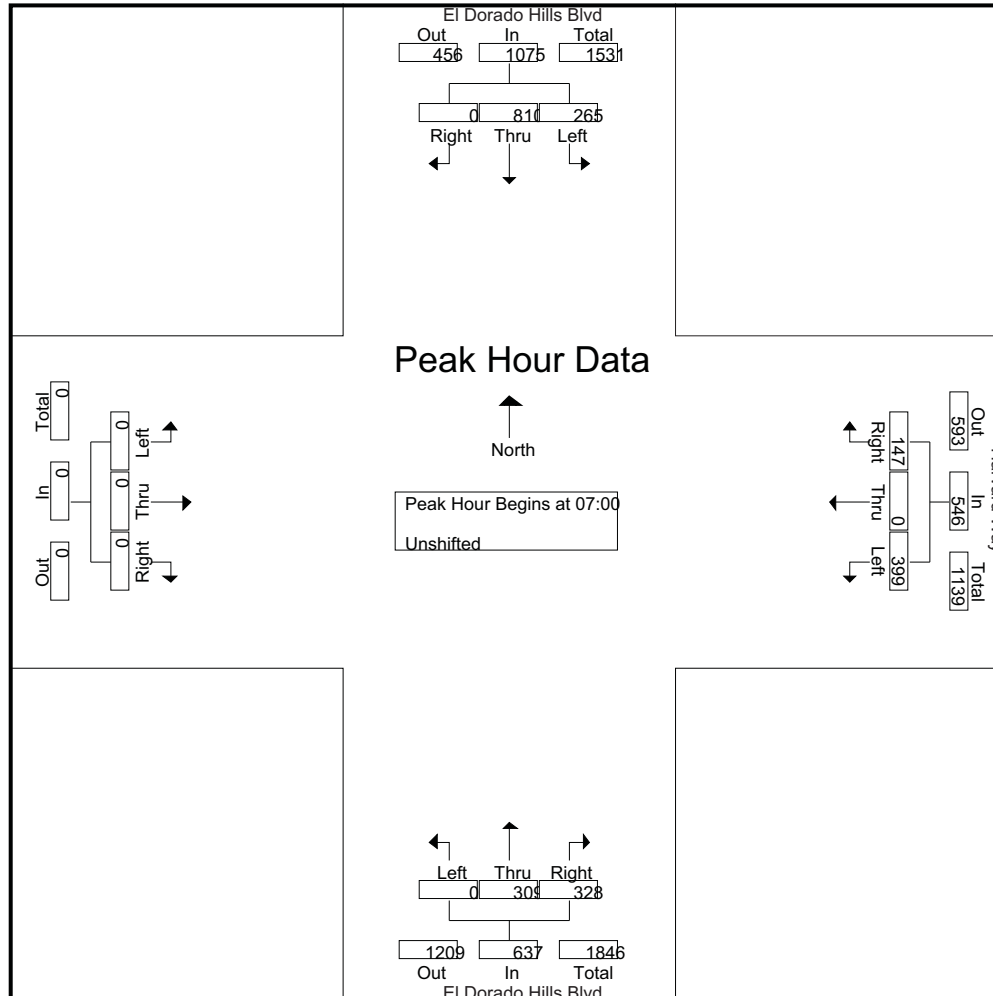 El Dorado Hills Blvd
Out In Total
456 1075 1531
0 810 265
Right Thru Left
Peak Hour Data
North
Peak Hour Begins at 07:00
Unshifted
Total In Out
0 0 0
0 0 0
Left Thru Right
Out In Total
593 546 1139
Right Thru Left
147 0 399
Left Thru Right
0 309 328
1209 637 1846
Out In Total
El Dorado Hills Blvd